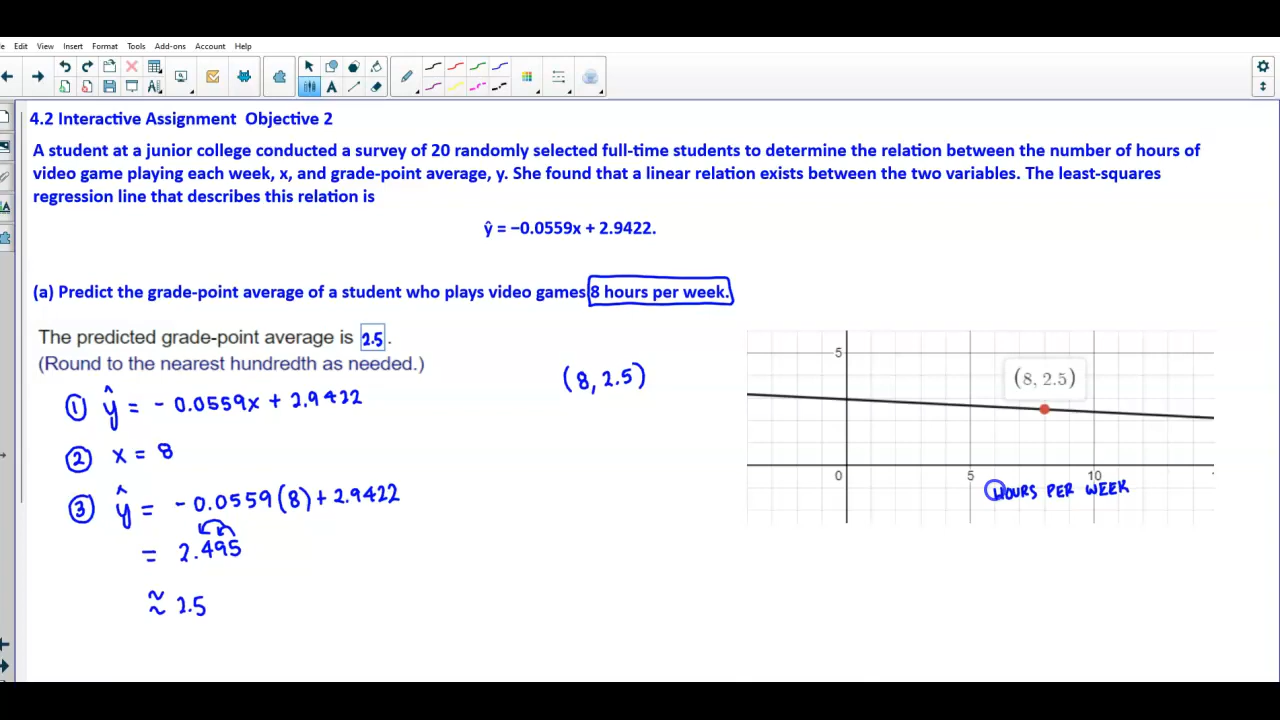 Edit View Insert Format Tools Add-ons Account Help
4.2 Interactive Assignment Objective 2
A student at a junior college conducted a survey of 20 randomly selected full-time students to determine the relation between the number of hours of
video game playing each week, x, and grade-point average, y. She found that a linear relation exists between the two variables. The least-squares
regression line that describes this relation is
ŷ = −0.0559x + 2.9422.
(a) Predict the grade-point average of a student who plays video games 8 hours per week.
The predicted grade-point average is 2.5.
(Round to the nearest hundredth as needed.)
① ŷ = - 0.0559x + 2.9422
② x = 8
③ ŷ = - 0.0559(8) + 2.9422
= 2.495
≈ 2.5
(8, 2.5)
5
(8, 2.5)
0 5 10
HOURS PER WEEK